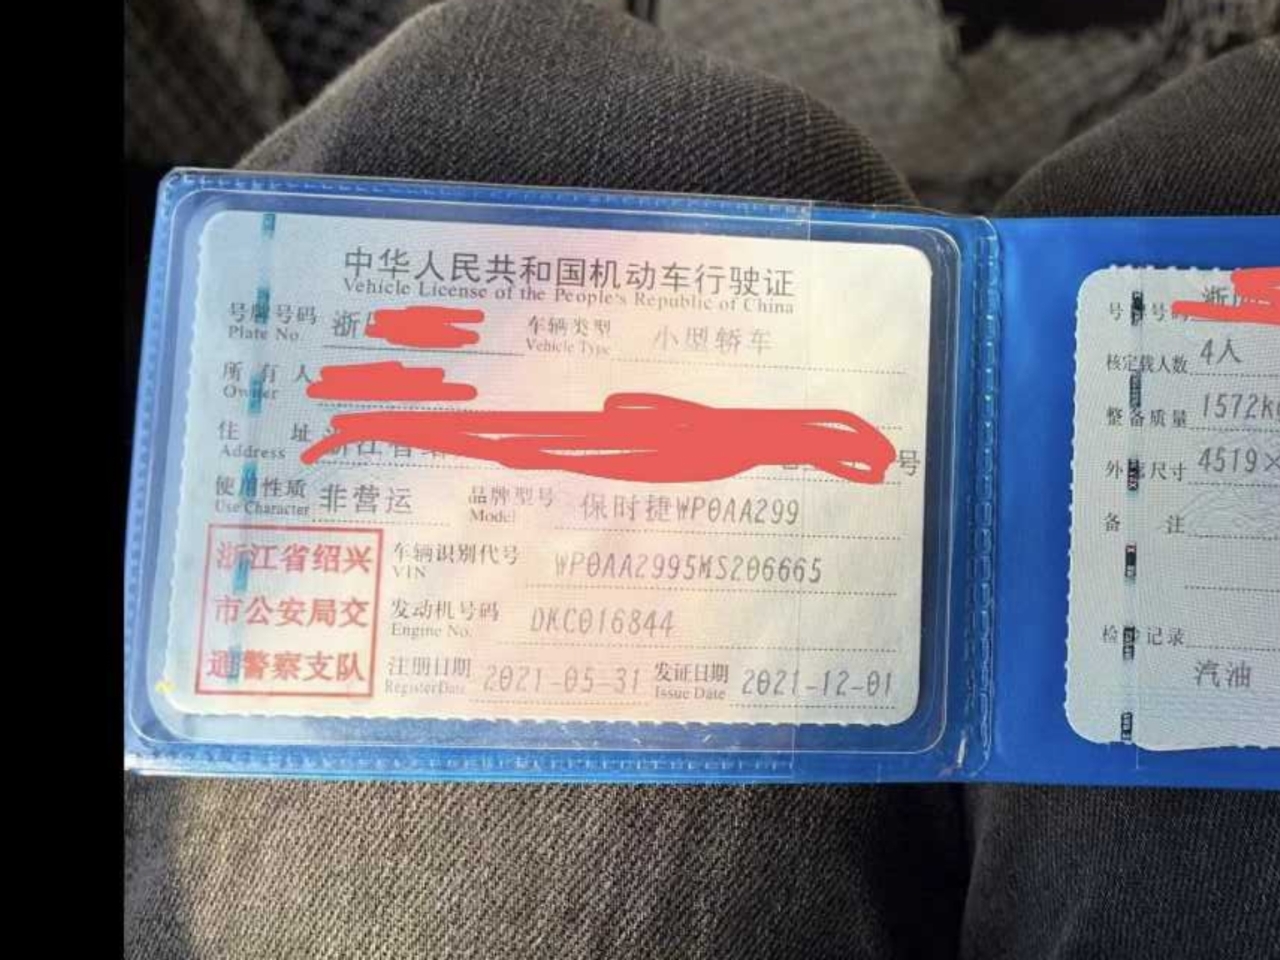 中华人民共和国机动车行驶证
Vehicle License of the People's Republic of China
号牌号码 浙
Plate No.
车辆类型 小型轿车
Vehicle Type
所有人
Owner
住址 浙江省绍 号
Address
使用性质 非营运
Use Character
品牌型号 保时捷WP0AA299
Model
浙江省绍兴
市公安局交
通警察支队
车辆识别代号 WP0AA2995MS206665
VIN
发动机号码 DKC016844
Engine No.
注册日期 2021-05-31
Register Date
发证日期 2021-12-01
Issue Date
号牌号码 浙
核定载人数 4人
整备质量 1572k
外廓尺寸 4519×
备注
检验记录
汽油